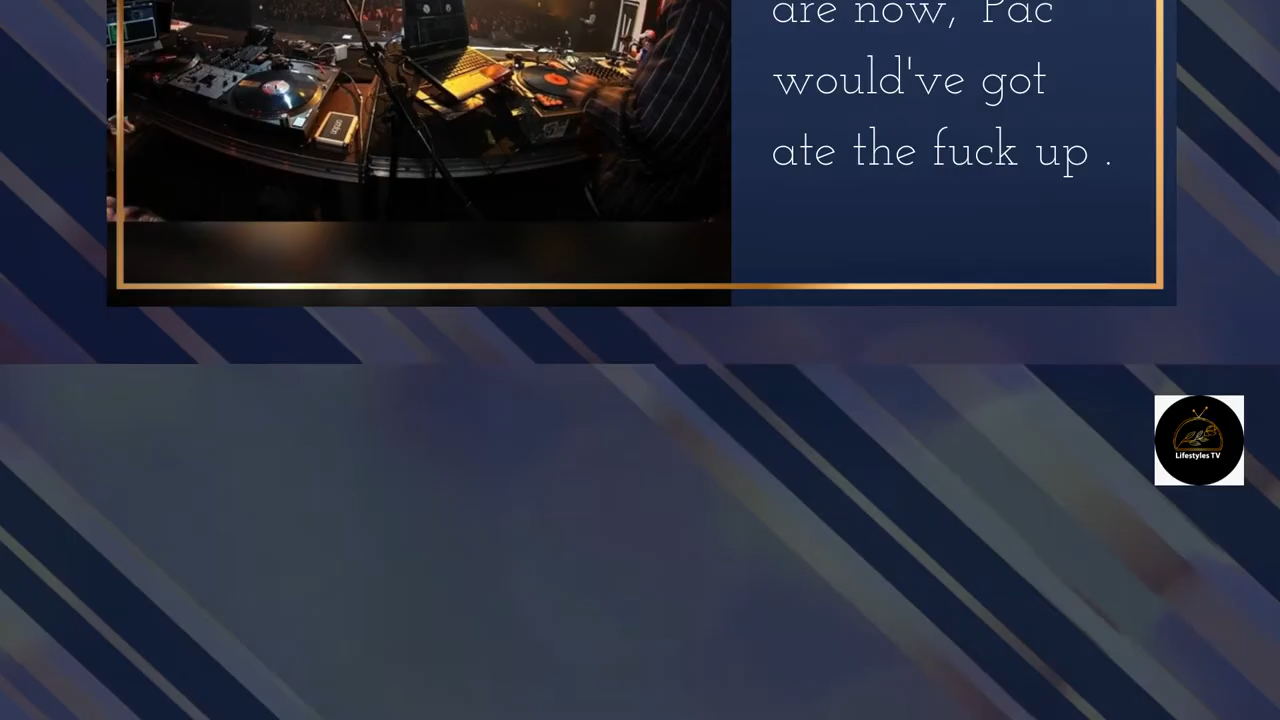 are now, Pac
would've got
ate the fuck up .
Lifestyles TV